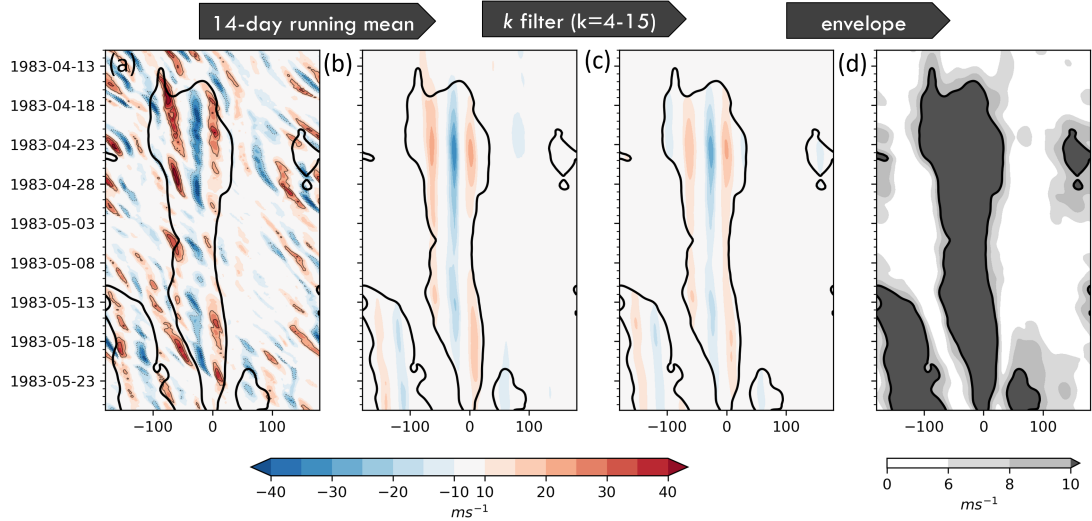 14-day running mean
k filter (k=4-15)
envelope
(a)
(b)
(c)
(d)
1983-04-13
1983-04-18
1983-04-23
1983-04-28
1983-05-03
1983-05-08
1983-05-13
1983-05-18
1983-05-23
−100 0 100
−100 0 100
−100 0 100
−100 0 100
−40 −30 −20 −10 10 20 30 40
ms⁻¹
0 6 8 10
ms⁻¹